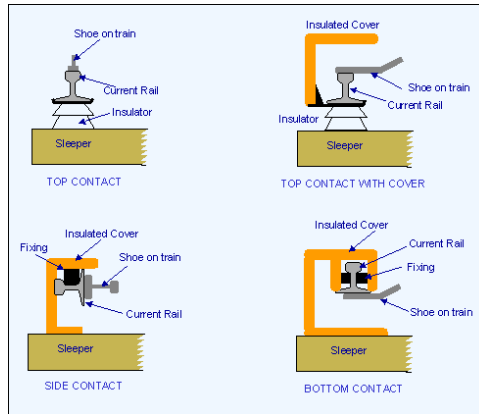 Shoe on train
Current Rail
Insulator
Sleeper
TOP CONTACT
Insulated Cover
Shoe on train
Current Rail
Insulator
Sleeper
TOP CONTACT WITH COVER
Insulated Cover
Fixing
Shoe on train
Current Rail
Sleeper
SIDE CONTACT
Insulated Cover
Current Rail
Fixing
Shoe on train
Sleeper
BOTTOM CONTACT